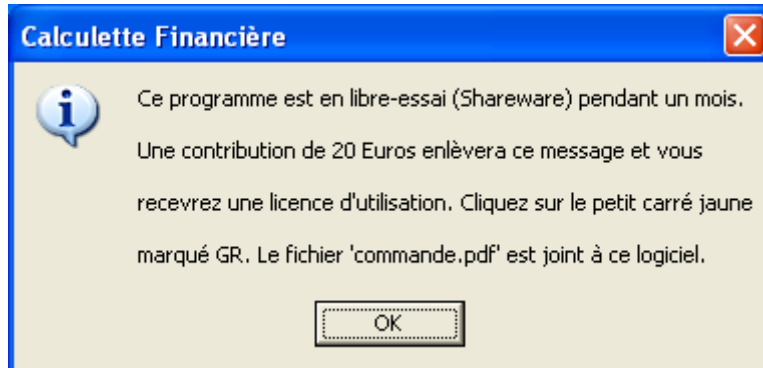 Calculette Financière
Ce programme est en libre-essai (Shareware) pendant un mois.
Une contribution de 20 Euros enlèvera ce message et vous
recevrez une licence d'utilisation. Cliquez sur le petit carré jaune
marqué GR. Le fichier 'commande.pdf' est joint à ce logiciel.
OK